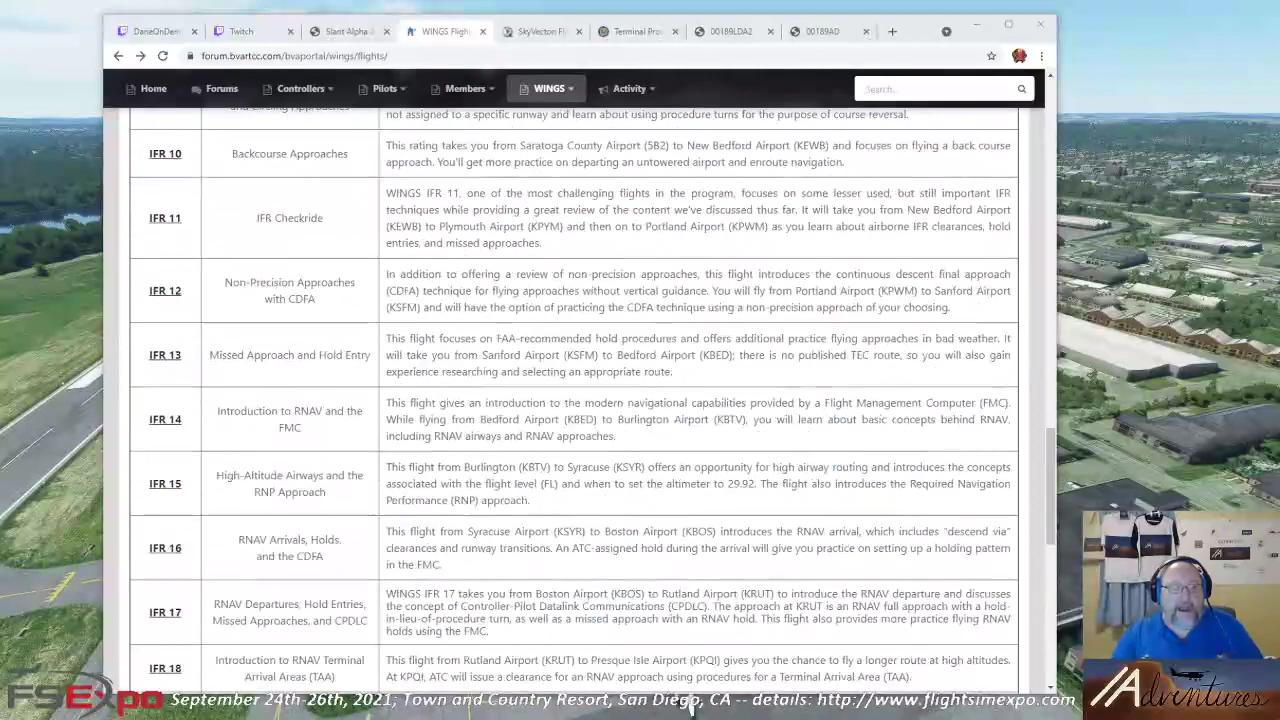 DaneOnDem
Twitch
Slant Alpha
WINGS Fligh
SkyVector: Fl
Terminal Pro
00189LDA2
00189AD
forum.bvartcc.com/bvaportal/wings/flights/
Home Forums Controllers Pilots Members WINGS Activity Search...
and Circling Approaches
not assigned to a specific runway and learn about using procedure turns for the purpose of course reversal.
IFR 10
Backcourse Approaches
This rating takes you from Saratoga County Airport (5B2) to New Bedford Airport (KEWB) and focuses on flying a back course
approach. You'll get more practice on departing an untowered airport and enroute navigation.
IFR 11
IFR Checkride
WINGS IFR 11, one of the most challenging flights in the program, focuses on some lesser used, but still important IFR
techniques while providing a great review of the content we've discussed thus far. It will take you from New Bedford Airport
(KEWB) to Plymouth Airport (KPYM) and then on to Portland Airport (KPWM) as you learn about airborne IFR clearances, hold
entries, and missed approaches.
IFR 12
Non-Precision Approaches
with CDFA
In addition to offering a review of non-precision approaches, this flight introduces the continuous descent final approach
(CDFA) technique for flying approaches without vertical guidance. You will fly from Portland Airport (KPWM) to Sanford Airport
(KSFM) and will have the option of practicing the CDFA technique using a non-precision approach of your choosing.
IFR 13
Missed Approach and Hold Entry
This flight focuses on FAA-recommended hold procedures and offers additional practice flying approaches in bad weather. It
will take you from Sanford Airport (KSFM) to Bedford Airport (KBED); there is no published TEC route, so you will also gain
experience researching and selecting an appropriate route.
IFR 14
Introduction to RNAV and the
FMC
This flight gives an introduction to the modern navigational capabilities provided by a Flight Management Computer (FMC).
While flying from Bedford Airport (KBED) to Burlington Airport (KBTV), you will learn about basic concepts behind RNAV,
including RNAV airways and RNAV approaches.
IFR 15
High-Altitude Airways and the
RNP Approach
This flight from Burlington (KBTV) to Syracuse (KSYR) offers an opportunity for high airway routing and introduces the concepts
associated with the flight level (FL) and when to set the altimeter to 29.92. The flight also introduces the Required Navigation
Performance (RNP) approach.
IFR 16
RNAV Arrivals, Holds,
and the CDFA
This flight from Syracuse Airport (KSYR) to Boston Airport (KBOS) introduces the RNAV arrival, which includes "descend via"
clearances and runway transitions. An ATC-assigned hold during the arrival will give you practice on setting up a holding pattern
in the FMC.
IFR 17
RNAV Departures, Hold Entries,
Missed Approaches, and CPDLC
WINGS IFR 17 takes you from Boston Airport (KBOS) to Rutland Airport (KRUT) to introduce the RNAV departure and discusses
the concept of Controller-Pilot Datalink Communications (CPDLC). The approach at KRUT is an RNAV full approach with a hold-
in-lieu-of-procedure turn, as well as a missed approach with an RNAV hold. This flight also provides more practice flying RNAV
holds using the FMC.
IFR 18
Introduction to RNAV Terminal
Arrival Areas (TAA)
This flight from Rutland Airport (KRUT) to Presque Isle Airport (KPQI) gives you the chance to fly a longer route at high altitudes.
At KPQI, ATC will issue a clearance for an RNAV approach using procedures for a Terminal Arrival Area (TAA).
FSExpo
September 24th-26th, 2021, Town and Country Resort, San Diego, CA -- details: http://www.flightsimexpo.com
Adventures